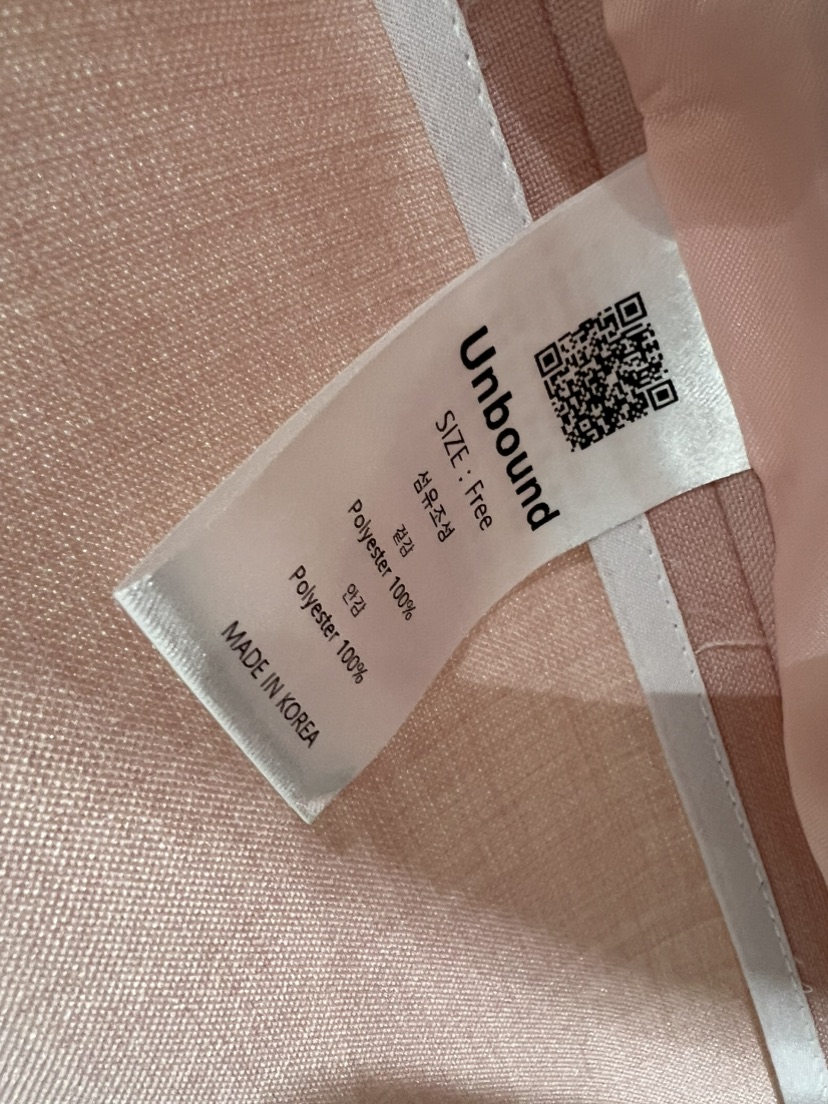 Unbound
SIZE : Free
섬유조성
겉감
Polyester 100%
안감
Polyester 100%
MADE IN KOREA